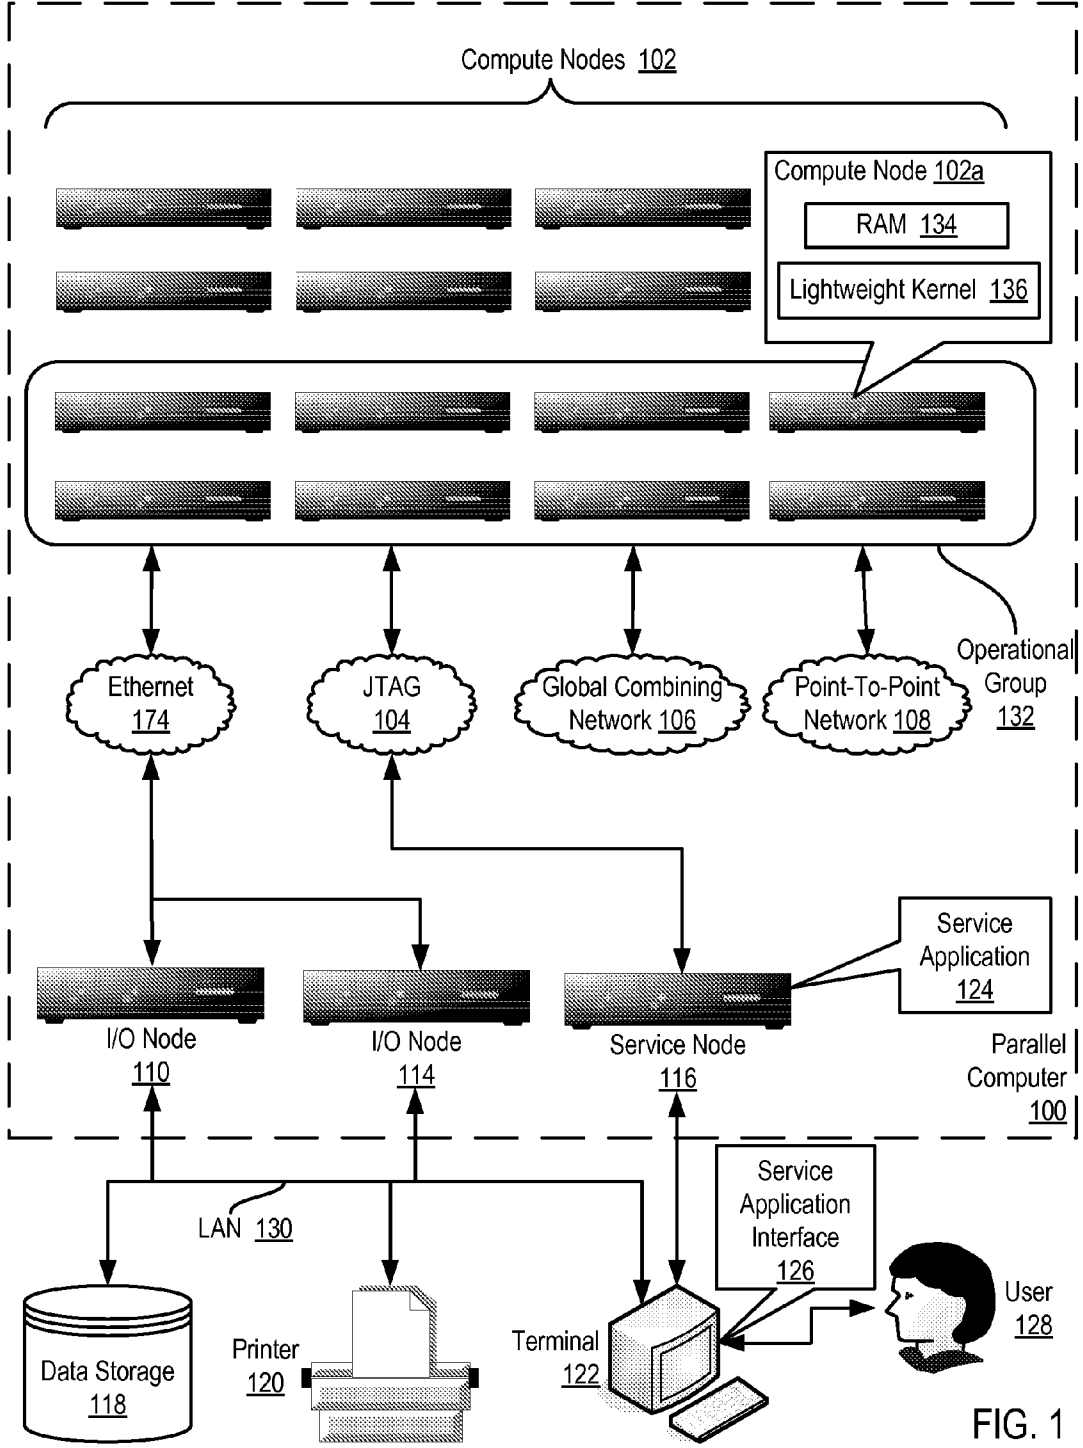 Compute Nodes 102
Compute Node 102a
RAM 134
Lightweight Kernel 136
Operational
Group
132
Ethernet
174
JTAG
104
Global Combining
Network 106
Point-To-Point
Network 108
Service
Application
124
I/O Node
110
I/O Node
114
Service Node
116
Parallel
Computer
100
LAN 130
Service
Application
Interface
126
Data Storage
118
Printer
120
Terminal
122
User
128
FIG. 1